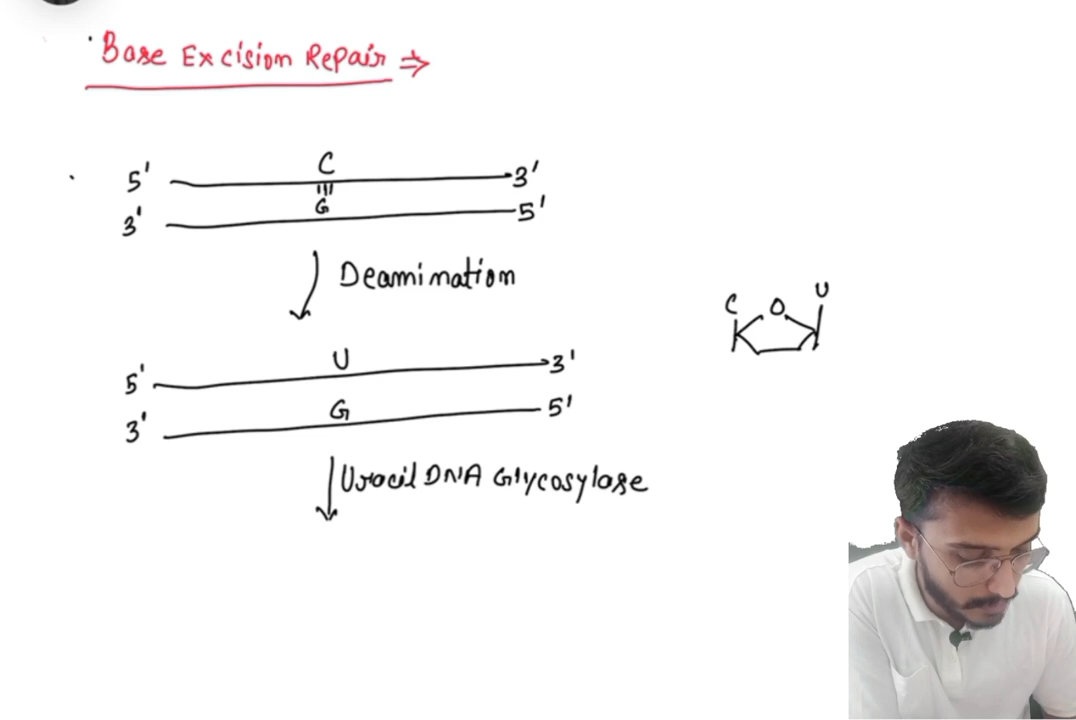 Base Excision Repair ⇒
5' C 3'
3' G 5'
Deamination
5' U 3'
3' G 5'
Uracil DNA Glycosylase
C O U